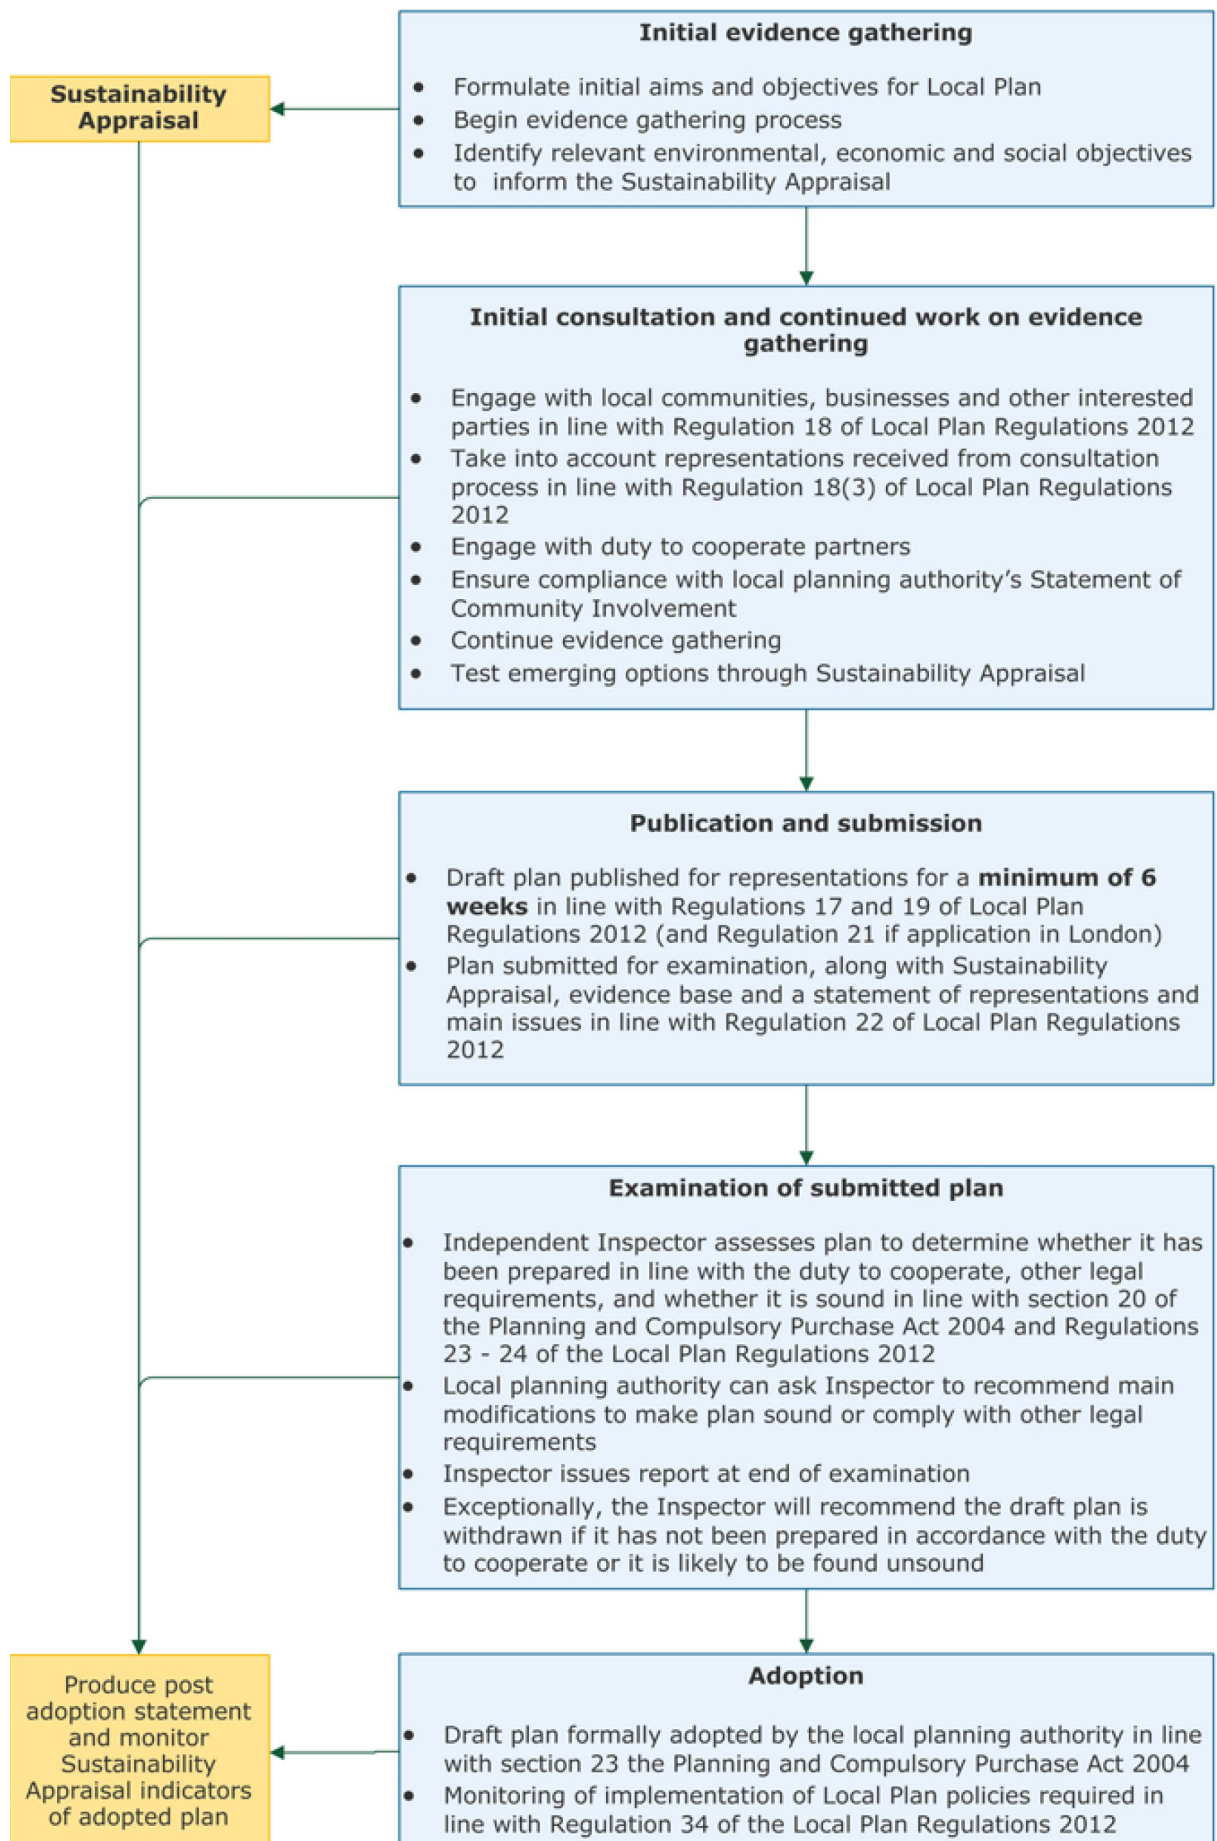 Initial evidence gathering
• Formulate initial aims and objectives for Local Plan
• Begin evidence gathering process
• Identify relevant environmental, economic and social objectives
to inform the Sustainability Appraisal
Sustainability
Appraisal
Initial consultation and continued work on evidence
gathering
• Engage with local communities, businesses and other interested
parties in line with Regulation 18 of Local Plan Regulations 2012
• Take into account representations received from consultation
process in line with Regulation 18(3) of Local Plan Regulations
2012
• Engage with duty to cooperate partners
• Ensure compliance with local planning authority’s Statement of
Community Involvement
• Continue evidence gathering
• Test emerging options through Sustainability Appraisal
Publication and submission
• Draft plan published for representations for a minimum of 6
weeks in line with Regulations 17 and 19 of Local Plan
Regulations 2012 (and Regulation 21 if application in London)
• Plan submitted for examination, along with Sustainability
Appraisal, evidence base and a statement of representations and
main issues in line with Regulation 22 of Local Plan Regulations
2012
Examination of submitted plan
• Independent Inspector assesses plan to determine whether it has
been prepared in line with the duty to cooperate, other legal
requirements, and whether it is sound in line with section 20 of
the Planning and Compulsory Purchase Act 2004 and Regulations
23 - 24 of the Local Plan Regulations 2012
• Local planning authority can ask Inspector to recommend main
modifications to make plan sound or comply with other legal
requirements
• Inspector issues report at end of examination
• Exceptionally, the Inspector will recommend the draft plan is
withdrawn if it has not been prepared in accordance with the duty
to cooperate or it is likely to be found unsound
Adoption
• Draft plan formally adopted by the local planning authority in line
with section 23 the Planning and Compulsory Purchase Act 2004
• Monitoring of implementation of Local Plan policies required in
line with Regulation 34 of the Local Plan Regulations 2012
Produce post
adoption statement
and monitor
Sustainability
Appraisal indicators
of adopted plan